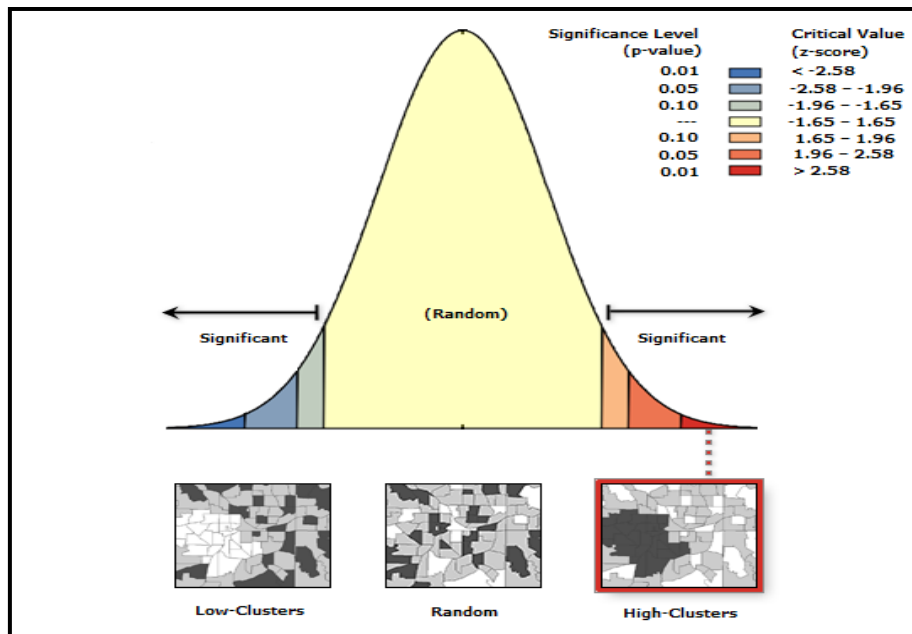 Significance Level Critical Value
(p-value) (z-score)
0.01 < -2.58
0.05 -2.58 – -1.96
0.10 -1.96 – -1.65
--- -1.65 – 1.65
0.10 1.65 – 1.96
0.05 1.96 – 2.58
0.01 > 2.58
(Random)
Significant Significant
Low-Clusters Random High-Clusters